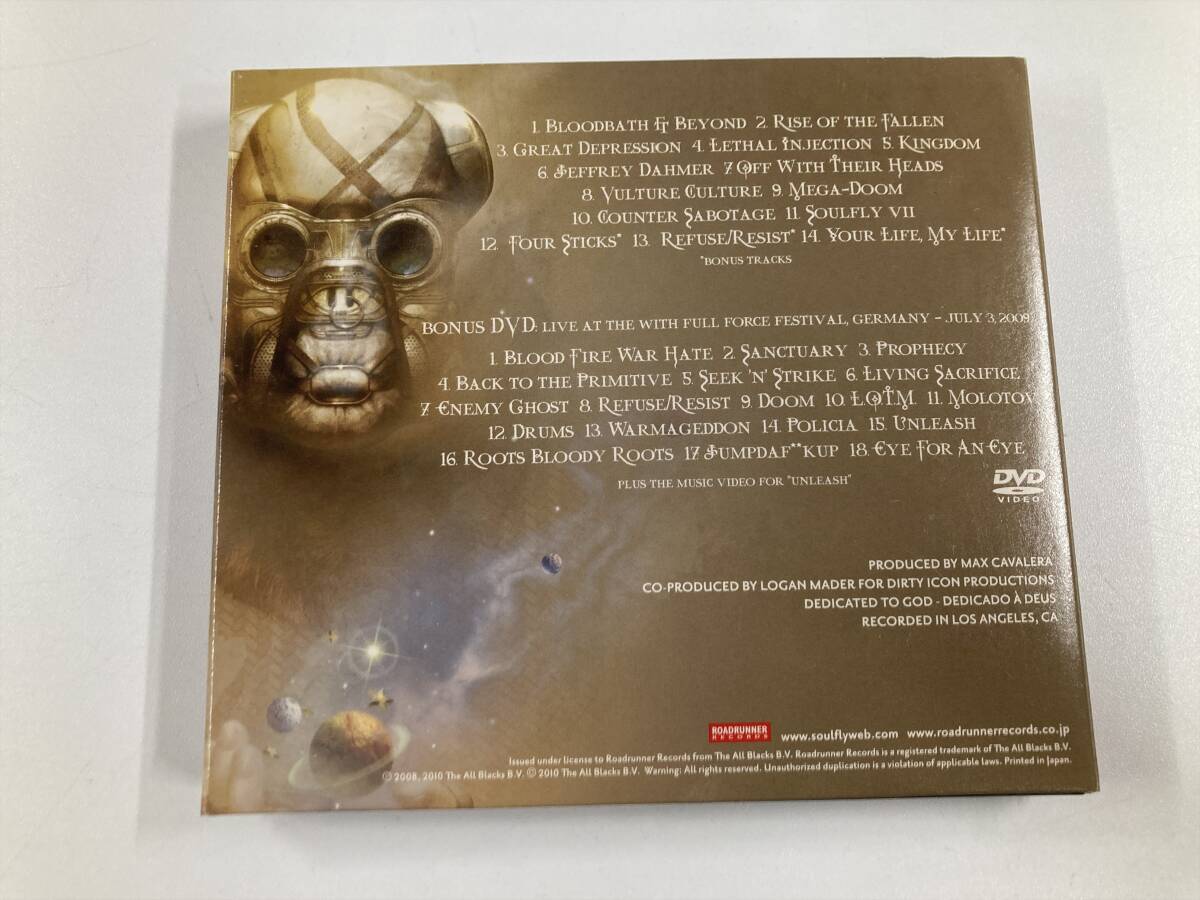 1. Bloodbath & Beyond 2. Rise of the Fallen
3. Great Depression 4. Lethal Injection 5. Kingdom
6. Jeffrey Dahmer 7 Off With Their Heads
8. Vulture Culture 9. Mega-Doom
10. Counter Sabotage 11. Soulfly VII
12. Four Sticks* 13. Refuse/Resist* 14. Your Life, My Life*
*BONUS TRACKS
BONUS DVD: LIVE AT THE WITH FULL FORCE FESTIVAL, GERMANY - JULY 3, 2009
1. Blood Fire War Hate 2. Sanctuary 3. Prophecy
4. Back to the Primitive 5. Seek 'n' Strike 6. Living Sacrifice
7 Enemy Ghost 8. Refuse/Resist 9. Doom 10. L.O.T.M. 11. Molotov
12. Drums 13. Warmageddon 14. Policia 15. Unleash
16. Roots Bloody Roots 17 Jumpdaf**kup 18. Eye For An Eye
PLUS THE MUSIC VIDEO FOR "UNLEASH"
DVD
VIDEO
PRODUCED BY MAX CAVALERA
CO-PRODUCED BY LOGAN MADER FOR DIRTY ICON PRODUCTIONS
DEDICATED TO GOD - DEDICADO À DEUS
RECORDED IN LOS ANGELES, CA
ROADRUNNER RECORDS www.soulflyweb.com www.roadrunnerrecords.co.jp
Issued under license to Roadrunner Records from The All Blacks B.V. Roadrunner Records is a registered trademark of The All Blacks B.V.
℗ 2008, 2010 The All Blacks B.V. © 2010 The All Blacks B.V. Warning: All rights reserved. Unauthorized duplication is a violation of applicable laws. Printed in Japan.